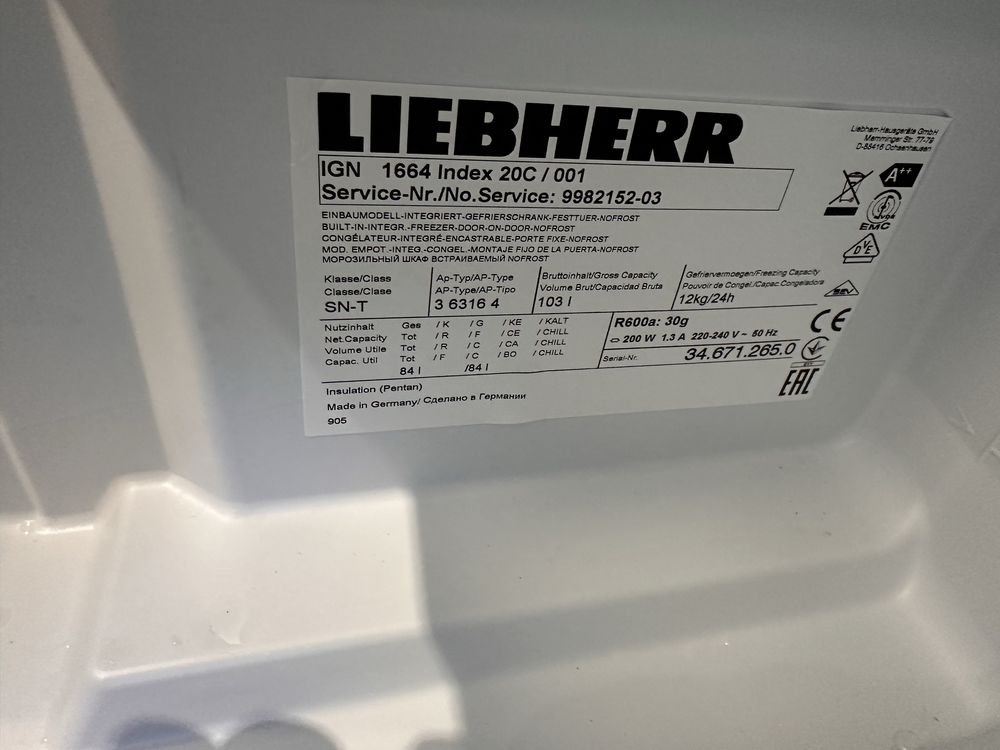 LIEBHERR
Liebherr-Hausgeräte GmbH
Memminger Str. 77-79
D-88416 Ochsenhausen
IGN 1664 Index 20C / 001
Service-Nr./No.Service: 9982152-03
A++
EMC
EINBAUMODELL-INTEGRIERT-GEFRIERSCHRANK-FESTTUER-NOFROST
BUILT-IN-INTEGR.-FREEZER-DOOR-ON-DOOR-NOFROST
CONGÉLATEUR-INTEGRÉ-ENCASTRABLE-PORTE FIXE-NOFROST
MOD. EMPOT.-INTEG.-CONGEL.-MONTAJE FIJO DE LA PUERTA-NOFROST
МОРОЗИЛЬНЫЙ ШКАФ ВСТРАИВАЕМЫЙ NOFROST
Klasse/Class
Classe/Clase
SN-T
Ap-Typ/AP-Type
AP-Type/AP-Tipo
3 6316 4
Bruttoinhalt/Gross Capacity
Volume Brut/Capacidad Bruta
103 l
Gefriervermoegen/Freezing Capacity
Pouvoir de Congel./Capac.Congeladora
12kg/24h
Nutzinhalt Ges / K / G / KE / KALT
Net.Capacity Tot / R / F / CE / CHILL
Volume Utile Tot / R / C / CA / CHILL
Capac. Util Tot / F / C / BO / CHILL
84 l /84 l
R600a: 30g
200 W 1.3 A 220-240 V ~ 50 Hz
Serial-Nr. 34.671.265.0
CE
EAC
Insulation (Pentan)
Made in Germany/ Сделано в Германии
905